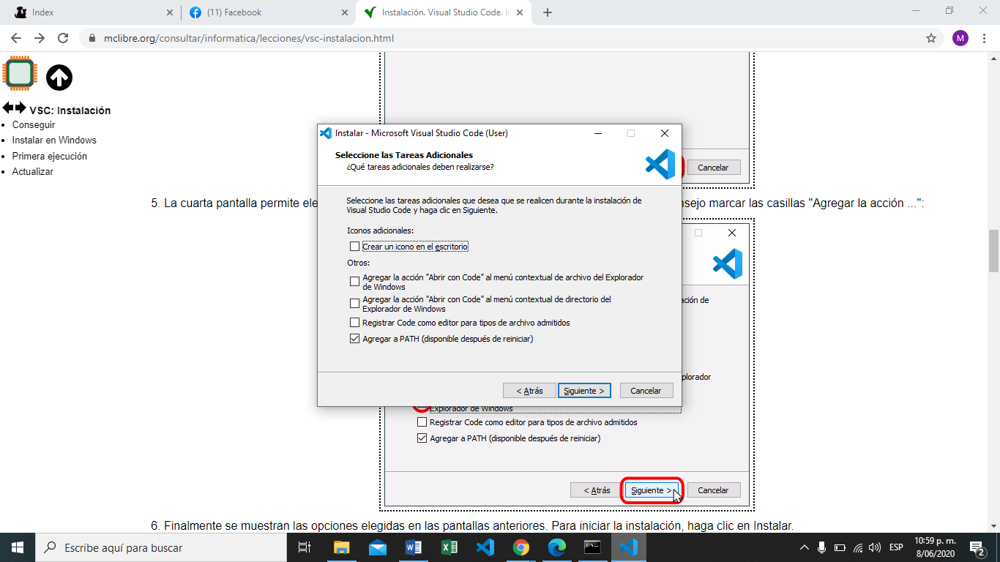 Index
(11) Facebook
Instalación. Visual Studio Code. I
mclibre.org/consultar/informatica/lecciones/vsc-instalacion.html
M
VSC: Instalación
Conseguir
Instalar en Windows
Primera ejecución
Actualizar
Cancelar
5. La cuarta pantalla permite ele
nsejo marcar las casillas "Agregar la acción ...":
Instalar - Microsoft Visual Studio Code (User)
Seleccione las Tareas Adicionales
¿Qué tareas adicionales deben realizarse?
Seleccione las tareas adicionales que desea que se realicen durante la instalación de
Visual Studio Code y haga clic en Siguiente.
Iconos adicionales:
Crear un icono en el escritorio
Otros:
Agregar la acción "Abrir con Code" al menú contextual de archivo del Explorador
de Windows
Agregar la acción "Abrir con Code" al menú contextual de directorio del
Explorador de Windows
Registrar Code como editor para tipos de archivo admitidos
Agregar a PATH (disponible después de reiniciar)
< Atrás
Siguiente >
Cancelar
ación de
plorador
Explorador de Windows
Registrar Code como editor para tipos de archivo admitidos
Agregar a PATH (disponible después de reiniciar)
< Atrás
Siguiente >
Cancelar
6. Finalmente se muestran las opciones elegidas en las pantallas anteriores. Para iniciar la instalación, haga clic en Instalar.
Escribe aquí para buscar
ESP
10:59 p. m.
8/06/2020
2